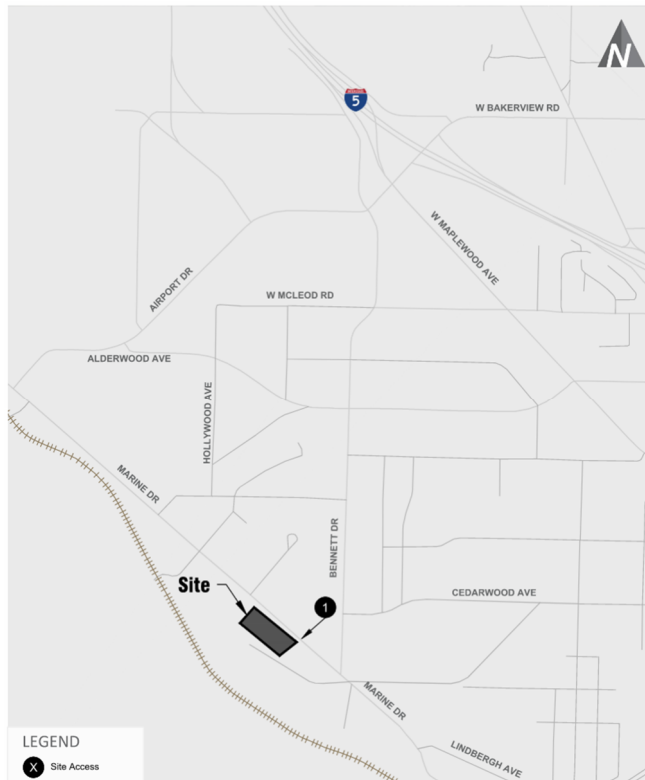 N
5
W BAKERVIEW RD
W MAPLEWOOD AVE
AIRPORT DR
W MCLEOD RD
ALDERWOOD AVE
HOLLYWOOD AVE
MARINE DR
BENNETT DR
Site
1
CEDARWOOD AVE
MARINE DR
LINDBERGH AVE
LEGEND
X Site Access